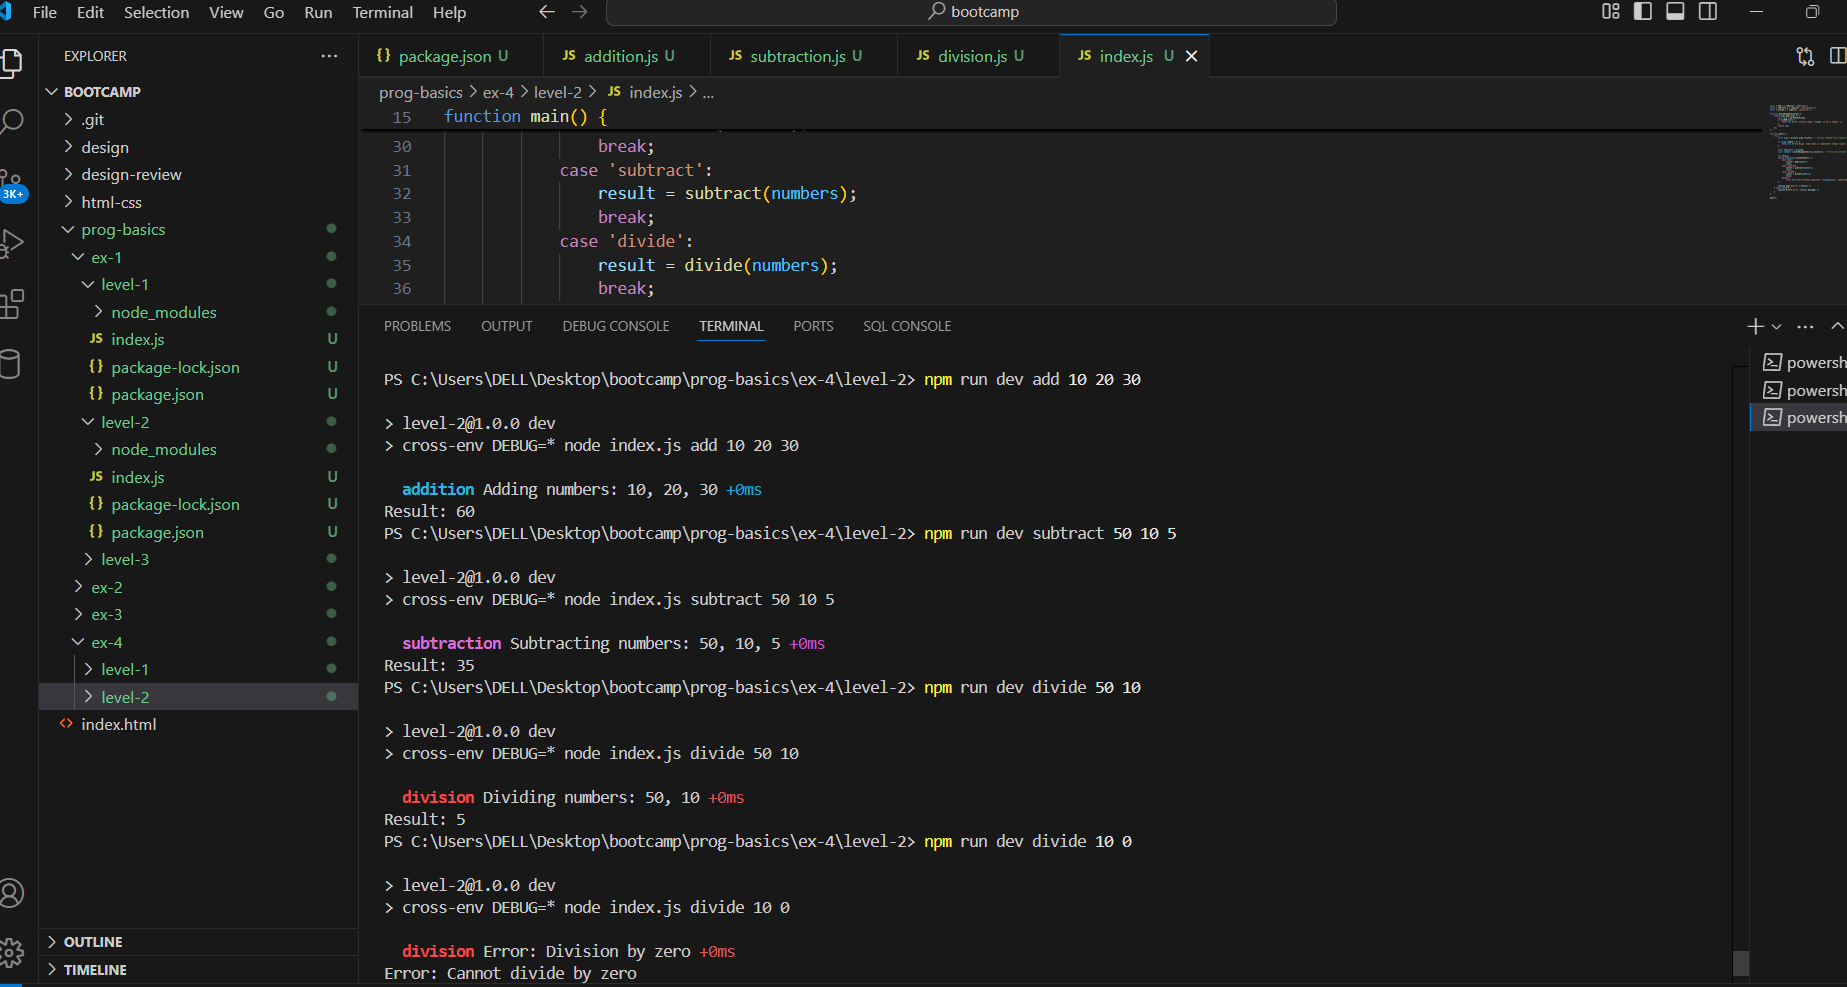 File Edit Selection View Go Run Terminal Help
bootcamp
EXPLORER
BOOTCAMP
.git
design
design-review
html-css
prog-basics
ex-1
level-1
node_modules
JS index.js U
{} package-lock.json U
{} package.json U
level-2
node_modules
JS index.js U
{} package-lock.json U
{} package.json U
level-3
ex-2
ex-3
ex-4
level-1
level-2
<> index.html
OUTLINE
TIMELINE
3K+
{} package.json U
JS addition.js U
JS subtraction.js U
JS division.js U
JS index.js U
prog-basics > ex-4 > level-2 > JS index.js > ...
15 function main() {
30 break;
31 case 'subtract':
32 result = subtract(numbers);
33 break;
34 case 'divide':
35 result = divide(numbers);
36 break;
PROBLEMS OUTPUT DEBUG CONSOLE TERMINAL PORTS SQL CONSOLE
PS C:\Users\DELL\Desktop\bootcamp\prog-basics\ex-4\level-2> npm run dev add 10 20 30
> level-2@1.0.0 dev
> cross-env DEBUG=* node index.js add 10 20 30
addition Adding numbers: 10, 20, 30 +0ms
Result: 60
PS C:\Users\DELL\Desktop\bootcamp\prog-basics\ex-4\level-2> npm run dev subtract 50 10 5
> level-2@1.0.0 dev
> cross-env DEBUG=* node index.js subtract 50 10 5
subtraction Subtracting numbers: 50, 10, 5 +0ms
Result: 35
PS C:\Users\DELL\Desktop\bootcamp\prog-basics\ex-4\level-2> npm run dev divide 50 10
> level-2@1.0.0 dev
> cross-env DEBUG=* node index.js divide 50 10
division Dividing numbers: 50, 10 +0ms
Result: 5
PS C:\Users\DELL\Desktop\bootcamp\prog-basics\ex-4\level-2> npm run dev divide 10 0
> level-2@1.0.0 dev
> cross-env DEBUG=* node index.js divide 10 0
division Error: Division by zero +0ms
Error: Cannot divide by zero
powersh
powersh
powersh